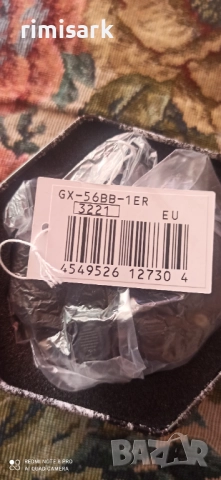 rimisark
GX-56BB-1ER
3221
EU
4549526 12730 4
REDMI NOTE 8 PRO
AI QUAD CAMERA
bazar